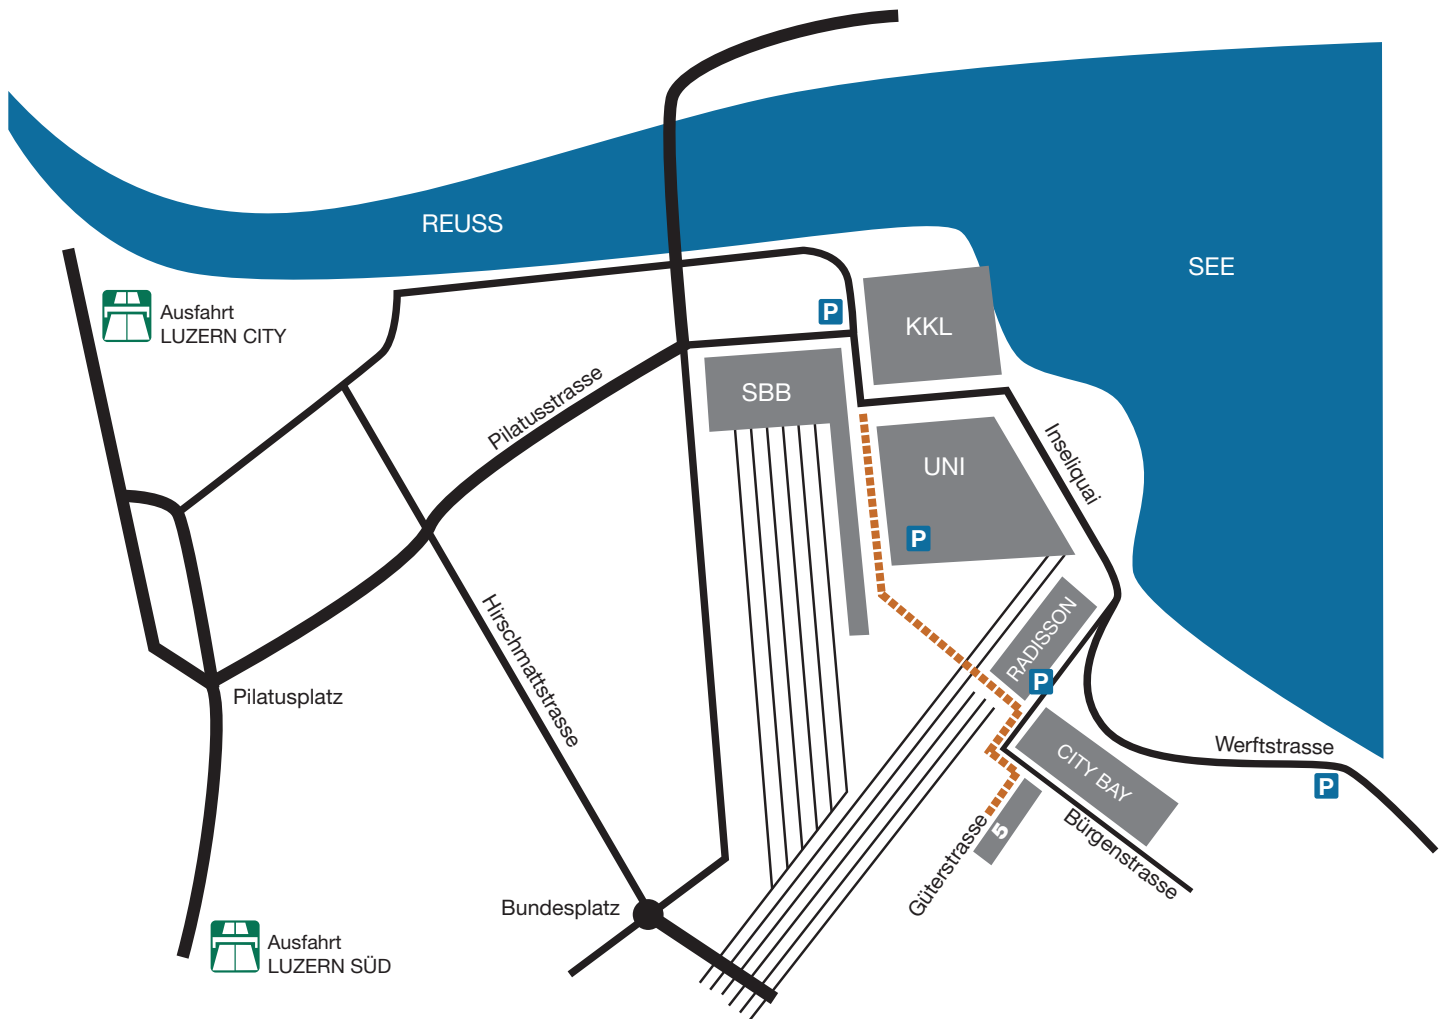 REUSS
SEE
Ausfahrt
LUZERN CITY
P
KKL
SBB
Pilatusstrasse
UNI
Inseliquai
P
Hirschmattstrasse
RADISSON
P
Pilatusplatz
CITY BAY
Werftstrasse
P
5
Bürgenstrasse
Güterstrasse
Bundesplatz
Ausfahrt
LUZERN SÜD